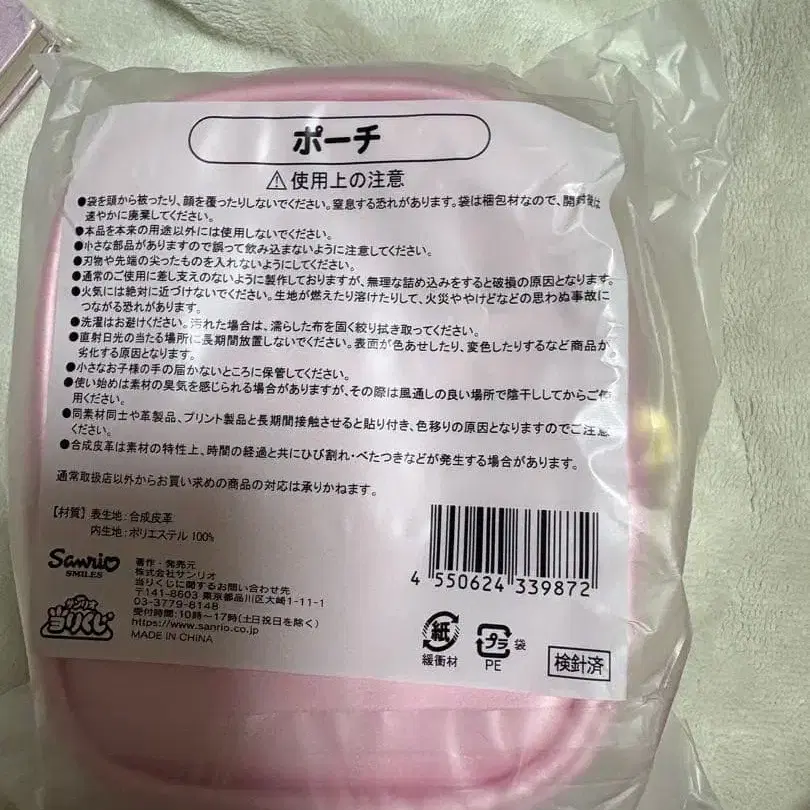 ポーチ
⚠使用上の注意
●袋を頭から被ったり、顔を覆ったりしないでください。窒息する恐れがあります。袋は梱包材なので、開封後は
速やかに廃棄してください。
●本品を本来の用途以外には使用しないでください。
●小さな部品がありますので誤って飲み込まないように注意してください。
●刃物や先端の尖ったものを入れないようにしてください。
●通常のご使用に差し支えのないように製作しておりますが、無理な詰め込みをすると破損の原因となります。
●火気には絶対に近づけないでください。生地が燃えたり溶けたりして、火災ややけどなどの思わぬ事故に
つながる恐れがあります。
●洗濯はお避けください。汚れた場合は、濡らした布を固く絞り拭き取ってください。
●直射日光の当たる場所に長期間放置しないでください。表面が色あせしたり、変色したりするなど商品が
劣化する原因となります。
●小さなお子様の手の届かないところに保管してください。
●使い始めは素材の臭気を感じられる場合がありますが、その際は風通しの良い場所で陰干ししてからご使
用ください。
●同素材同士や革製品、プリント製品と長期間接触させると貼り付き、色移りの原因となりますのでご注意
ください。
●合成皮革は素材の特性上、時間の経過と共にひび割れ・べたつきなどが発生する場合があります。
通常取扱店以外からお買い求めの商品の対応は承りかねます。
【材質】表生地:合成皮革
内生地:ポリエステル 100%
Sanrio
SMILES
著作・発売元
株式会社サンリオ
当りくじに関するお問い合わせ先
〒141-8603 東京都品川区大崎1-11-1
03-3779-8148
受付時間:10時〜17時(土日祝日を除く)
https://www.sanrio.co.jp
MADE IN CHINA
サンリオ
当りくじ
4 550624 339872
紙
緩衝材
プラ
袋
PE
検針済